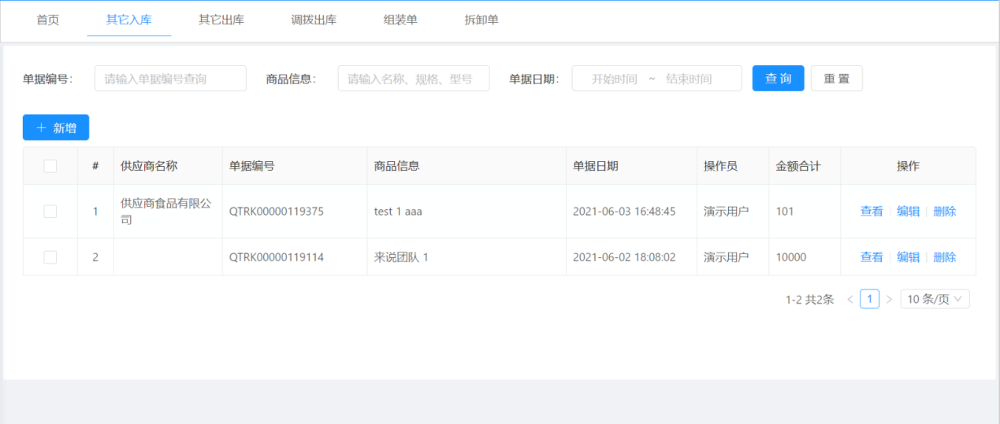 首页 其它入库 其它出库 调拨出库 组装单 拆卸单
单据编号： 请输入单据编号查询 商品信息： 请输入名称、规格、型号 单据日期： 开始时间 ~ 结束时间 查 询 重 置
+ 新增
# 供应商名称 单据编号 商品信息 单据日期 操作员 金额合计 操作
1 供应商食品有限公 QTRK00000119375 test 1 aaa 2021-06-03 16:48:45 演示用户 101 查看 编辑 删除
司
2 QTRK00000119114 来说团队 1 2021-06-02 18:08:02 演示用户 10000 查看 编辑 删除
1-2 共2条 < 1 > 10 条/页